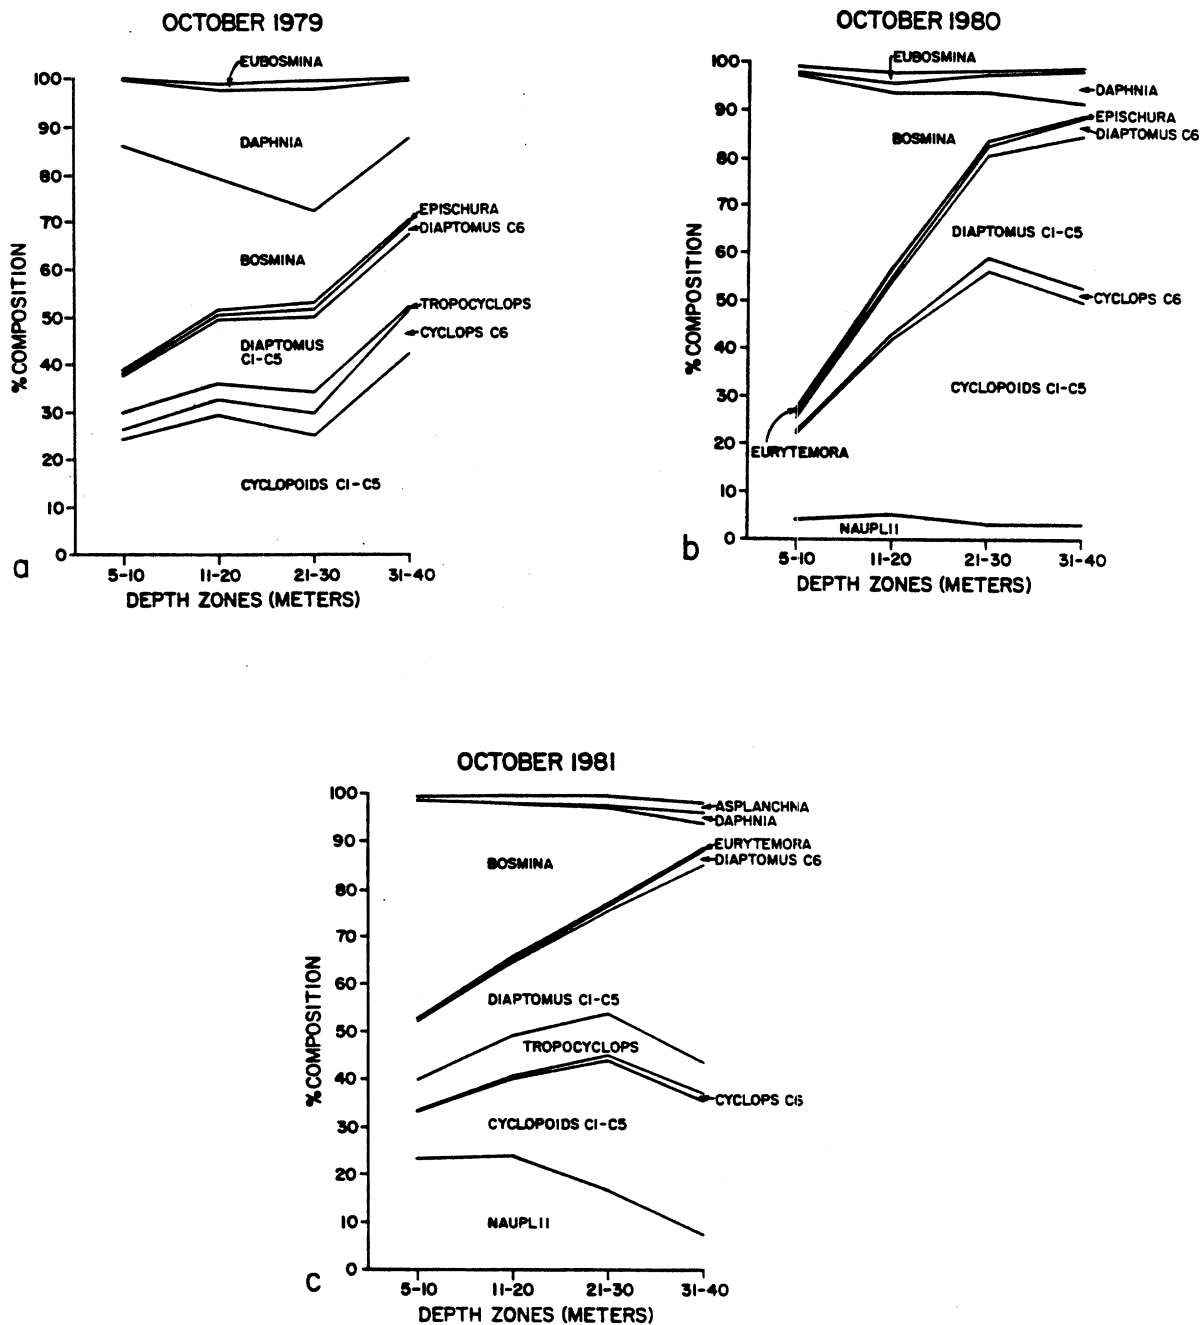 OCTOBER 1979
EUBOSMINA
100
90
80
70
60
50
40
30
20
10
0
% COMPOSITION
DAPHNIA
BOSMINA
EPISCHURA
DIAPTOMUS C6
TROPOCYCLOPS
CYCLOPS C6
DIAPTOMUS
C1-C5
CYCLOPOIDS C1-C5
5-10 11-20 21-30 31-40
DEPTH ZONES (METERS)
a
OCTOBER 1980
EUBOSMINA
100
90
80
70
60
50
40
30
20
10
0
% COMPOSITION
DAPHNIA
EPISCHURA
DIAPTOMUS C6
BOSMINA
DIAPTOMUS C1-C5
CYCLOPS C6
CYCLOPOIDS C1-C5
EURYTEMORA
NAUPLII
5-10 11-20 21-30 31-40
DEPTH ZONES (METERS)
b
OCTOBER 1981
100
90
80
70
60
50
40
30
20
10
0
% COMPOSITION
ASPLANCHNA
DAPHNIA
EURYTEMORA
DIAPTOMUS C6
BOSMINA
DIAPTOMUS C1-C5
TROPOCYCLOPS
CYCLOPS C6
CYCLOPOIDS C1-C5
NAUPLII
5-10 11-20 21-30 31-40
DEPTH ZONES (METERS)
c